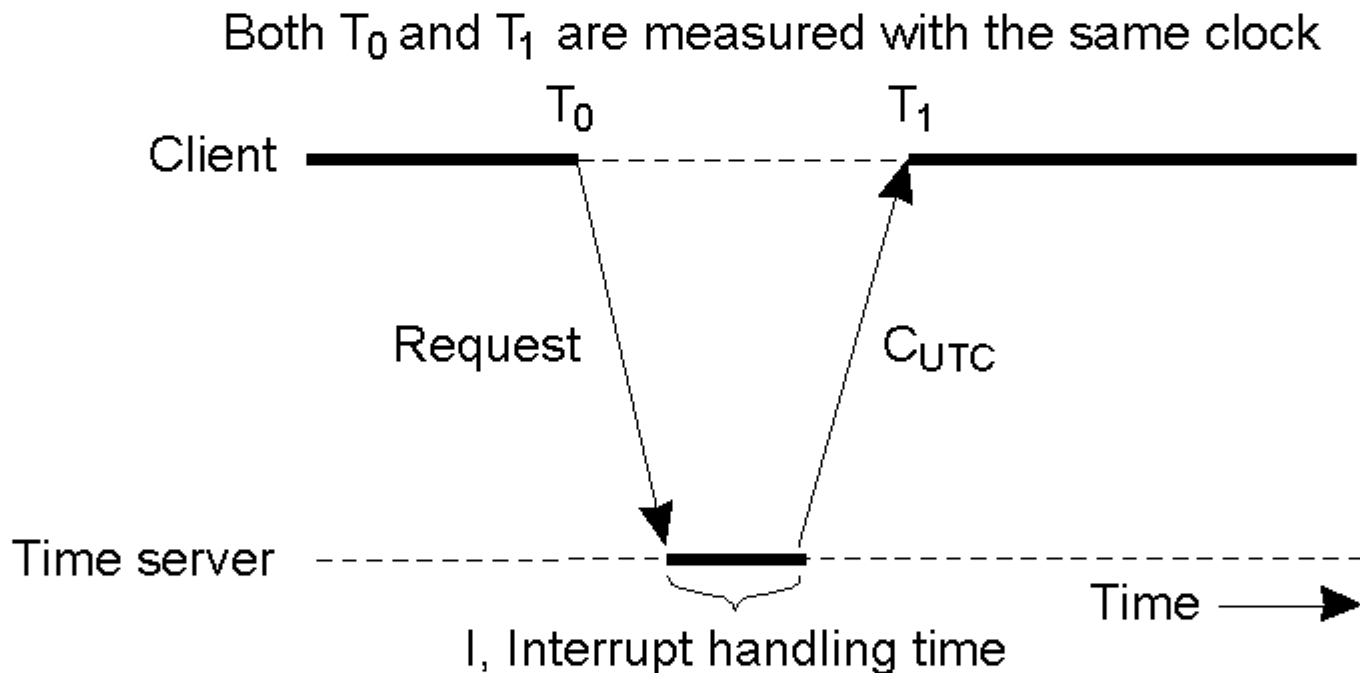 Both T₀ and T₁ are measured with the same clock
T₀
T₁
Client
Request
C_UTC
Time server
Time
I, Interrupt handling time